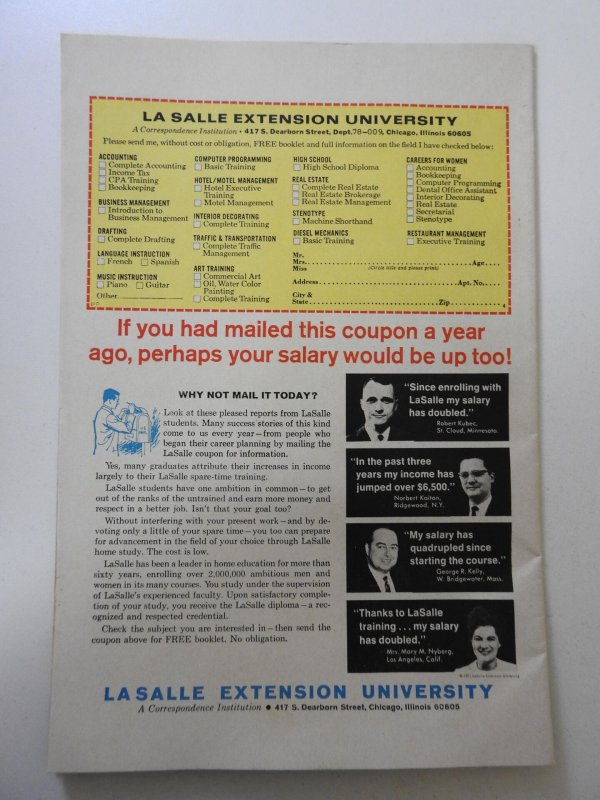 LA SALLE EXTENSION UNIVERSITY
A Correspondence Institution • 417 S. Dearborn Street, Dept. 78-009, Chicago, Illinois 60605
Please send me, without cost or obligation, FREE booklet and full information on the field I have checked below:
ACCOUNTING
Complete Accounting
Income Tax
CPA Training
Bookkeeping
BUSINESS MANAGEMENT
Introduction to
Business Management
DRAFTING
Complete Drafting
LANGUAGE INSTRUCTION
French Spanish
MUSIC INSTRUCTION
Piano Guitar
Other
COMPUTER PROGRAMMING
Basic Training
HOTEL/MOTEL MANAGEMENT
Hotel Executive
Training
Motel Management
INTERIOR DECORATING
Complete Training
TRAFFIC & TRANSPORTATION
Complete Traffic
Management
ART TRAINING
Commercial Art
Oil, Water Color
Painting
Complete Training
HIGH SCHOOL
High School Diploma
REAL ESTATE
Complete Real Estate
Real Estate Brokerage
Real Estate Management
STENOTYPE
Machine Shorthand
DIESEL MECHANICS
Basic Training
CAREERS FOR WOMEN
Accounting
Bookkeeping
Computer Programming
Dental Office Assistant
Interior Decorating
Real Estate
Secretarial
Stenotype
RESTAURANT MANAGEMENT
Executive Training
Mr.
Mrs. Age
Miss (Circle title and please print)
Address Apt. No.
City &
State Zip 4
If you had mailed this coupon a year
ago, perhaps your salary would be up too!
WHY NOT MAIL IT TODAY?
Look at these pleased reports from LaSalle
students. Many success stories of this kind
come to us every year—from people who
began their career planning by mailing the
LaSalle coupon for information.
Yes, many graduates attribute their increases in income
largely to their LaSalle spare-time training.
LaSalle students have one ambition in common—to get
out of the ranks of the untrained and earn more money and
respect in a better job. Isn't that your goal too?
Without interfering with your present work—and by de-
voting only a little of your spare time—you too can prepare
for advancement in the field of your choice through LaSalle
home study. The cost is low.
LaSalle has been a leader in home education for more than
sixty years, enrolling over 2,000,000 ambitious men and
women in its many courses. You study under the supervision
of LaSalle's experienced faculty. Upon satisfactory comple-
tion of your study, you receive the LaSalle diploma—a rec-
ognized and respected credential.
Check the subject you are interested in—then send the
coupon above for FREE booklet. No obligation.
"Since enrolling with
LaSalle my salary
has doubled."
Robert Kubec,
St. Cloud, Minnesota.
"In the past three
years my income has
jumped over $6,500."
Norbert Kaiton,
Ridgewood, N.Y.
"My salary has
quadrupled since
starting the course."
George R. Kelly,
W. Bridgewater, Mass.
"Thanks to LaSalle
training . . . my salary
has doubled."
Mrs. Mary M. Nyberg,
Los Angeles, Calif.
LASALLE EXTENSION UNIVERSITY
A Correspondence Institution • 417 S. Dearborn Street, Chicago, Illinois 60605